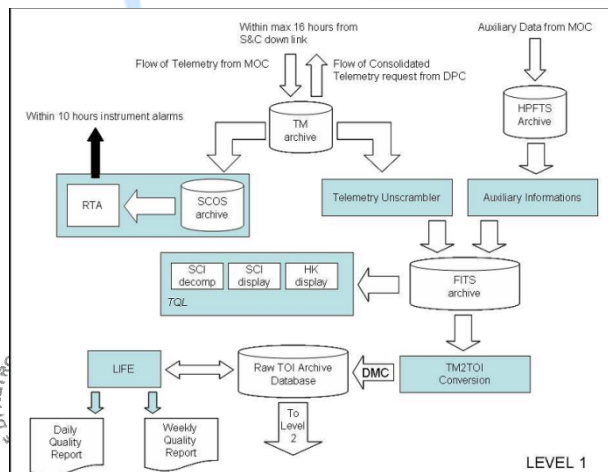 Within max 16 hours from
S&C down link
Auxiliary Data from MOC
Flow of Telemetry from MOC
Flow of Consolidated
Telemetry request from DPC
Within 10 hours instrument alarms
TM
archive
HPFTS
Archive
RTA
SCOS
archive
Telemetry Unscrambler
Auxiliary Informations
SCI
decomp
SCI
display
HK
display
TQL
FITS
archive
LIFE
Raw TOI Archive
Database
DMC
TM2TOI
Conversion
Daily
Quality
Report
Weekly
Quality
Report
To
Level
2
LEVEL 1